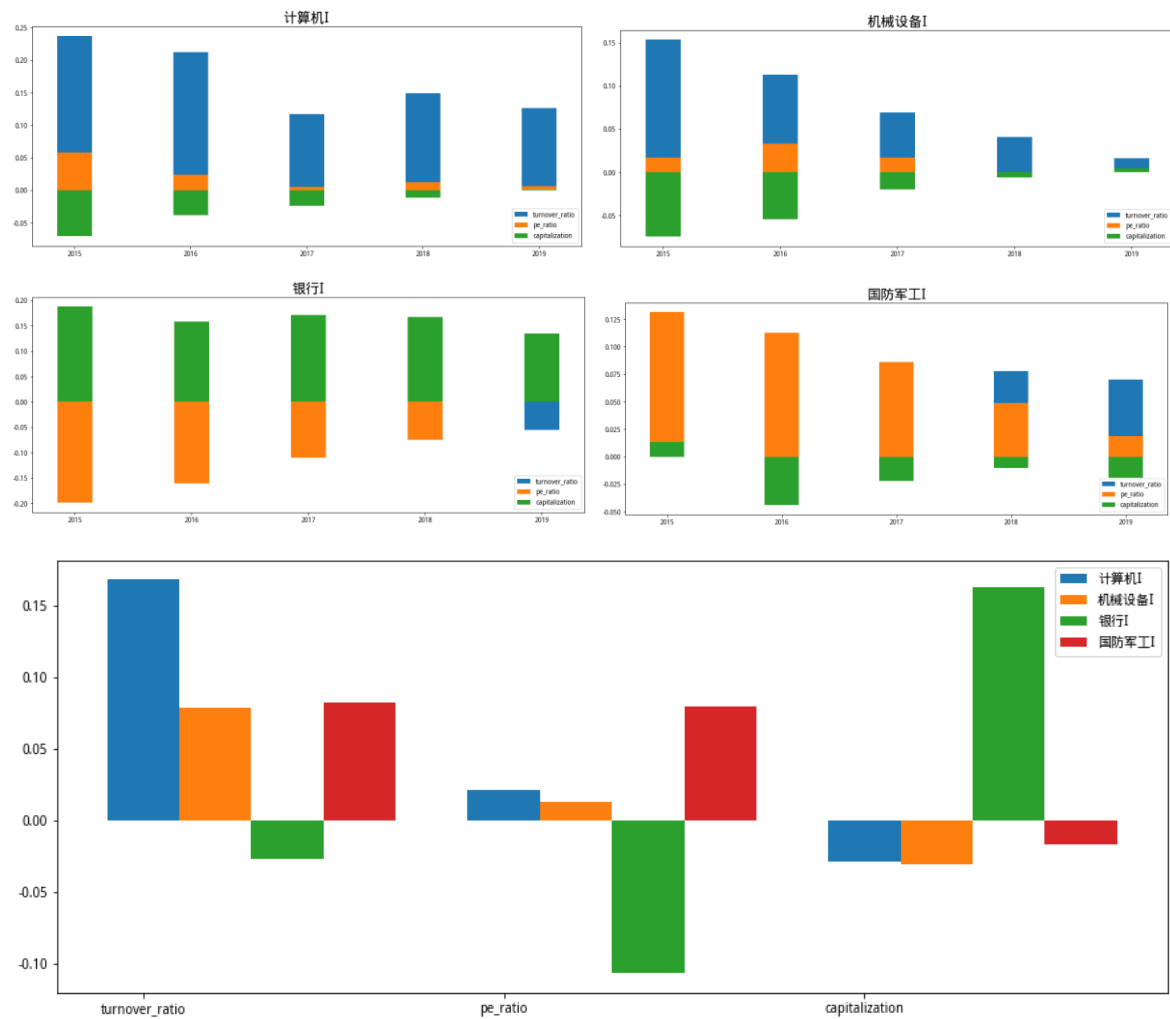 计算机I
0.25
0.20
0.15
0.10
0.05
0.00
-0.05
turnover_ratio
pe_ratio
capitalization
2015 2016 2017 2018 2019
机械设备I
0.15
0.10
0.05
0.00
-0.05
turnover_ratio
pe_ratio
capitalization
2015 2016 2017 2018 2019
银行I
0.20
0.15
0.10
0.05
0.00
-0.05
-0.10
-0.15
-0.20
turnover_ratio
pe_ratio
capitalization
2015 2016 2017 2018 2019
国防军工I
0.125
0.100
0.075
0.050
0.025
0.000
-0.025
-0.050
turnover_ratio
pe_ratio
capitalization
2015 2016 2017 2018 2019
计算机I
机械设备I
银行I
国防军工I
0.15
0.10
0.05
0.00
-0.05
-0.10
turnover_ratio pe_ratio capitalization